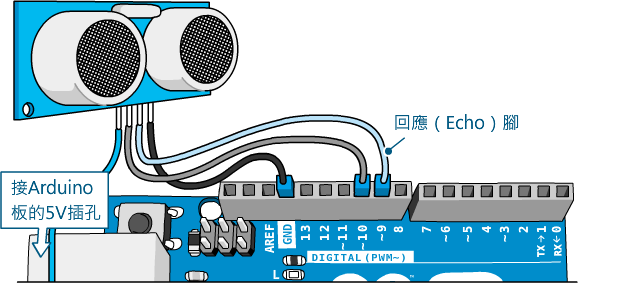 回應（Echo）腳
接Arduino
板的5V插孔
AREF
GND
13
12
~11
~10
~9
8
7
~6
~5
4
~3
2
TX→1
RX←0
DIGITAL (PWM~)
L